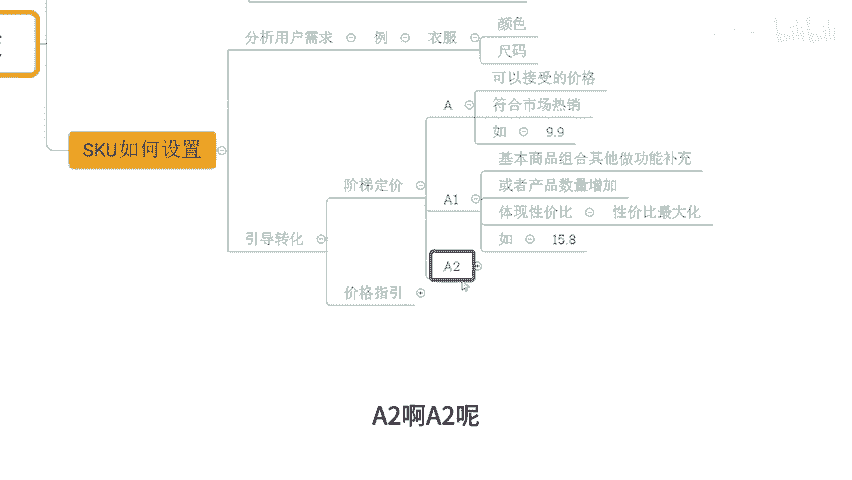 颜色
分析用户需求 例 衣服
尺码
可以接受的价格
A 符合市场热销
如 9.9
SKU如何设置
基本商品组合其他做功能补充
阶梯定价
或者产品数量增加
A1
体现性价比 性价比最大化
引导转化
如 15.8
A2
价格指引
A2啊A2呢